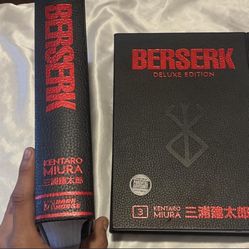 BERSERK
KENTARO
MIURA
三浦建太郎
BERSERK
DELUXE EDITION
3
KENTARO
MIURA
三浦建太郎